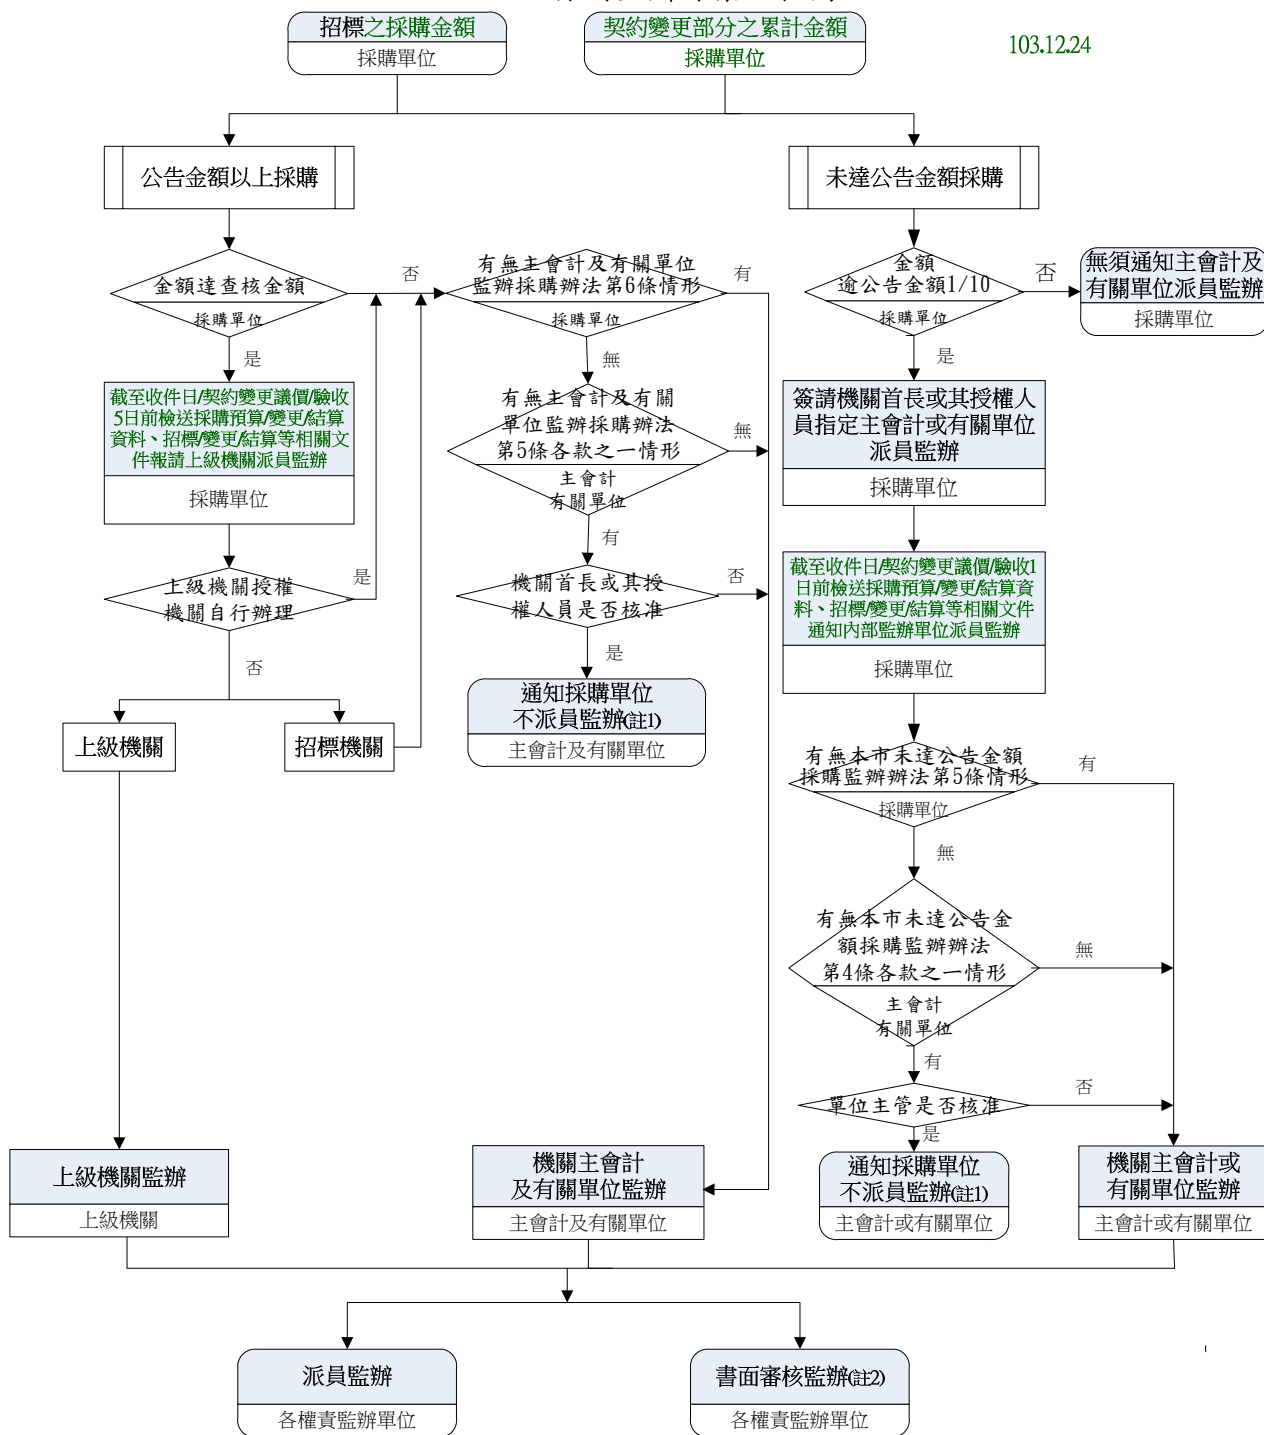 招標之採購金額
採購單位
契約變更部分之累計金額
採購單位
103.12.24
公告金額以上採購
未達公告金額採購
金額達查核金額
採購單位
否
是
有無主會計及有關單位
監辦採購辦法第6條情形
採購單位
有
無
金額
逾公告金額1/10
採購單位
否
是
無須通知主會計及
有關單位派員監辦
採購單位
截至收件日/契約變更議價/驗收
5日前檢送採購預算/變更/結算
資料、招標/變更/結算等相關文
件報請上級機關派員監辦
採購單位
有無主會計及有關
單位監辦採購辦法
第5條各款之一情形
主會計
有關單位
無
有
簽請機關首長或其授權人
員指定主會計或有關單位
派員監辦
採購單位
上級機關授權
機關自行辦理
是
否
機關首長或其授
權人員是否核准
否
是
截至收件日/契約變更議價/驗收1
日前檢送採購預算/變更/結算資
料、招標/變更/結算等相關文件
通知內部監辦單位派員監辦
採購單位
上級機關
招標機關
通知採購單位
不派員監辦(註1)
主會計及有關單位
有無本市未達公告金額
採購監辦辦法第5條情形
採購單位
有
無
有無本市未達公告金
額採購監辦辦法
第4條各款之一情形
主會計
有關單位
無
有
單位主管是否核准
否
是
上級機關監辦
上級機關
機關主會計
及有關單位監辦
主會計及有關單位
通知採購單位
不派員監辦(註1)
主會計或有關單位
機關主會計或
有關單位監辦
主會計或有關單位
派員監辦
各權責監辦單位
書面審核監辦(註2)
各權責監辦單位